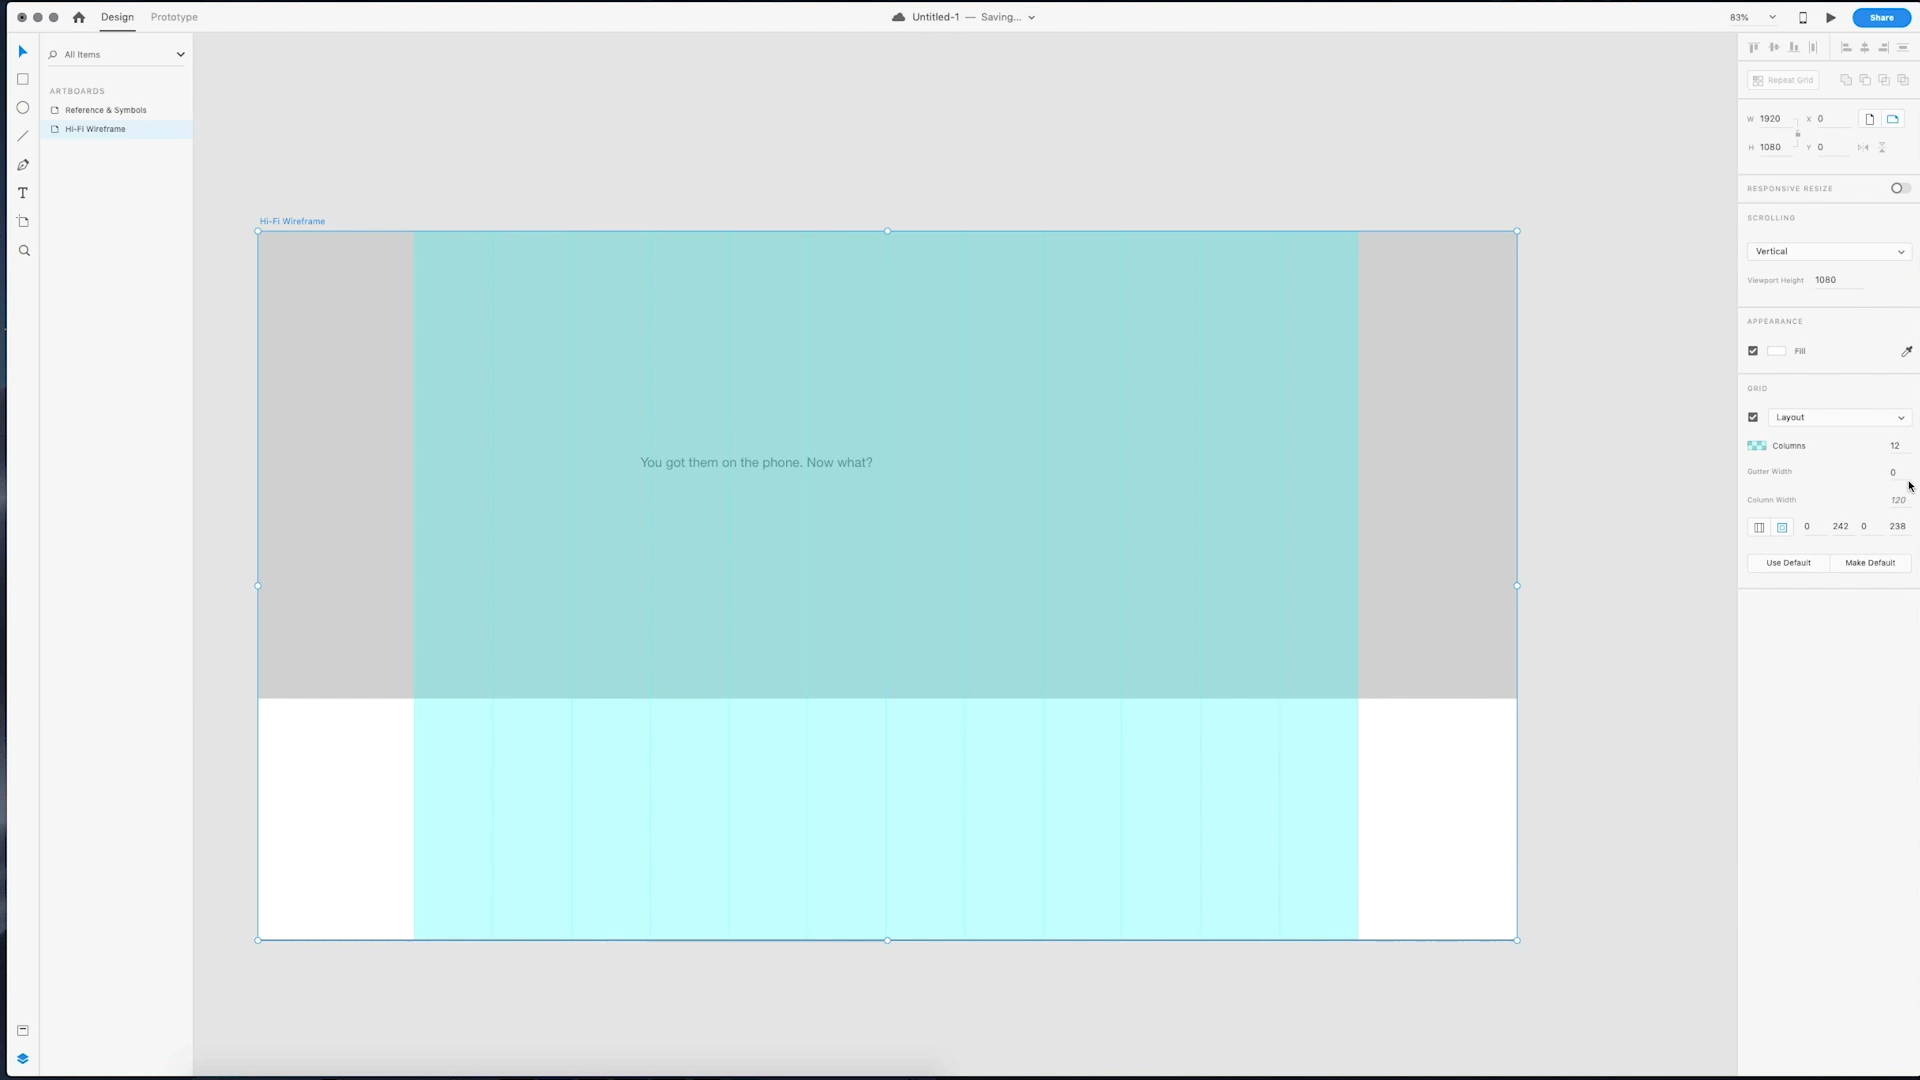 Design Prototype Untitled-1 — Saving... 83% Share
All Items
Repeat Grid
ARTBOARDS
Reference & Symbols
Hi-Fi Wireframe
W 1920 X 0
H 1080 Y 0
RESPONSIVE RESIZE
SCROLLING
Vertical
Viewport Height 1080
APPEARANCE
Fill
GRID
Layout
Columns 12
Gutter Width 0
Column Width 120
0 242 0 238
Use Default Make Default
Hi-Fi Wireframe
You got them on the phone. Now what?
T